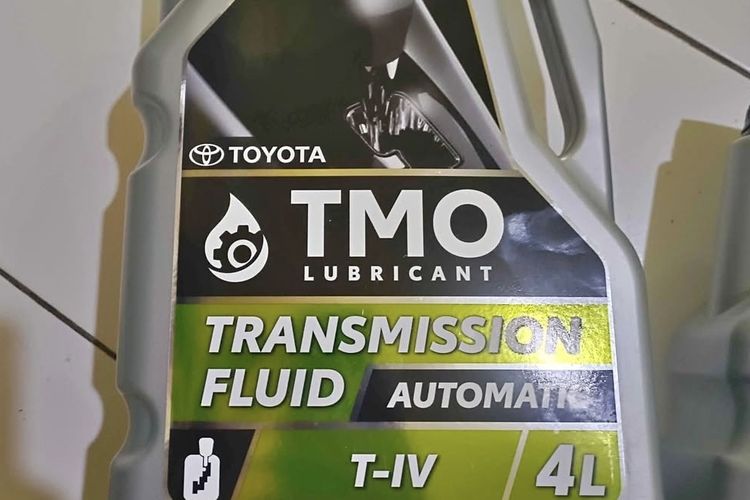 TOYOTA
TMO
LUBRICANT
TRANSMISSION
FLUID AUTOMATIC
T-IV 4L